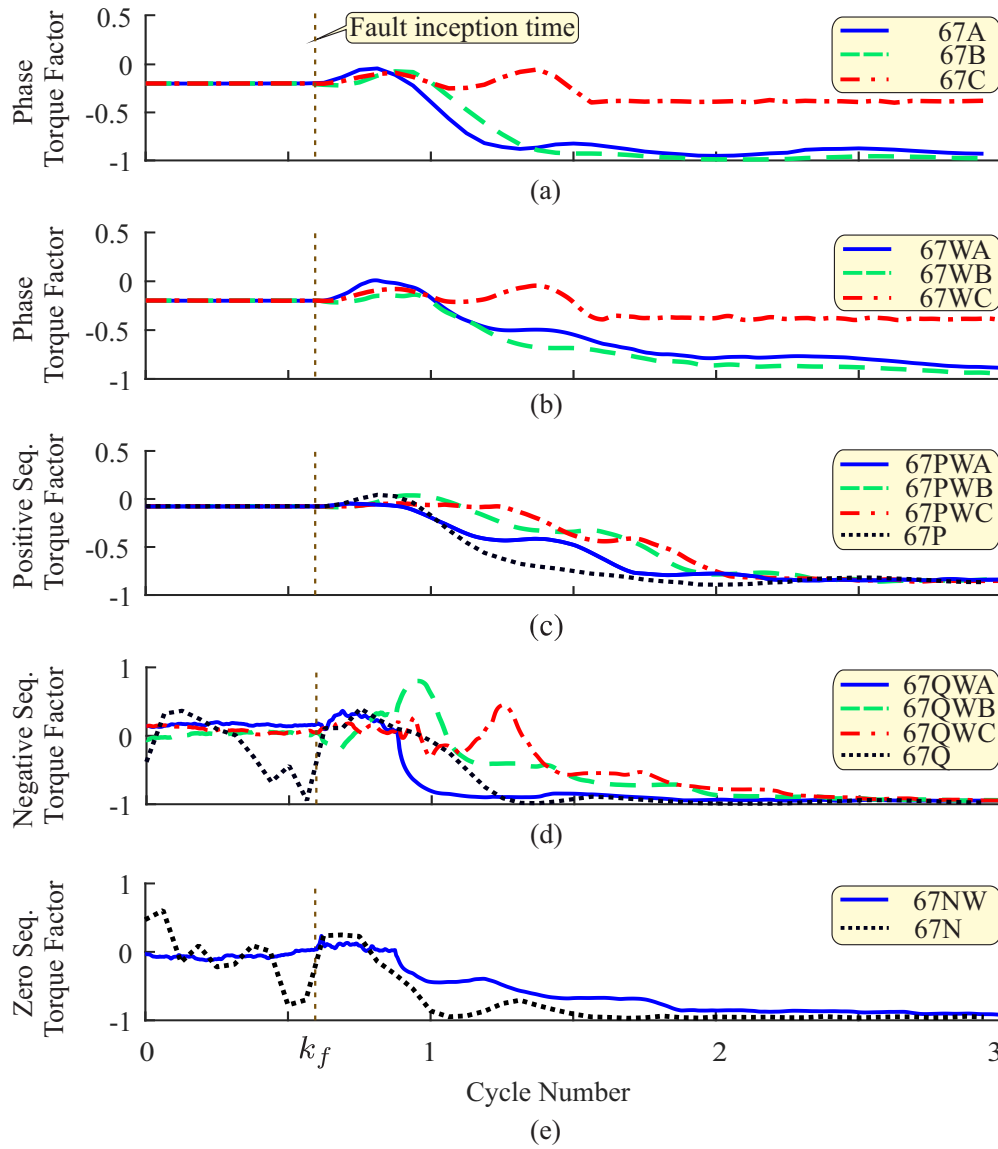 Phase
Torque Factor
0.5
0
-0.5
-1
Fault inception time
67A
67B
67C
(a)
Phase
Torque Factor
0.5
0
-0.5
-1
67WA
67WB
67WC
(b)
Positive Seq.
Torque Factor
0.5
0
-0.5
-1
67PWA
67PWB
67PWC
67P
(c)
Negative Seq.
Torque Factor
1
0
-1
67QWA
67QWB
67QWC
67Q
(d)
Zero Seq.
Torque Factor
1
0
-1
67NW
67N
0 k_f 1 2 3
Cycle Number
(e)